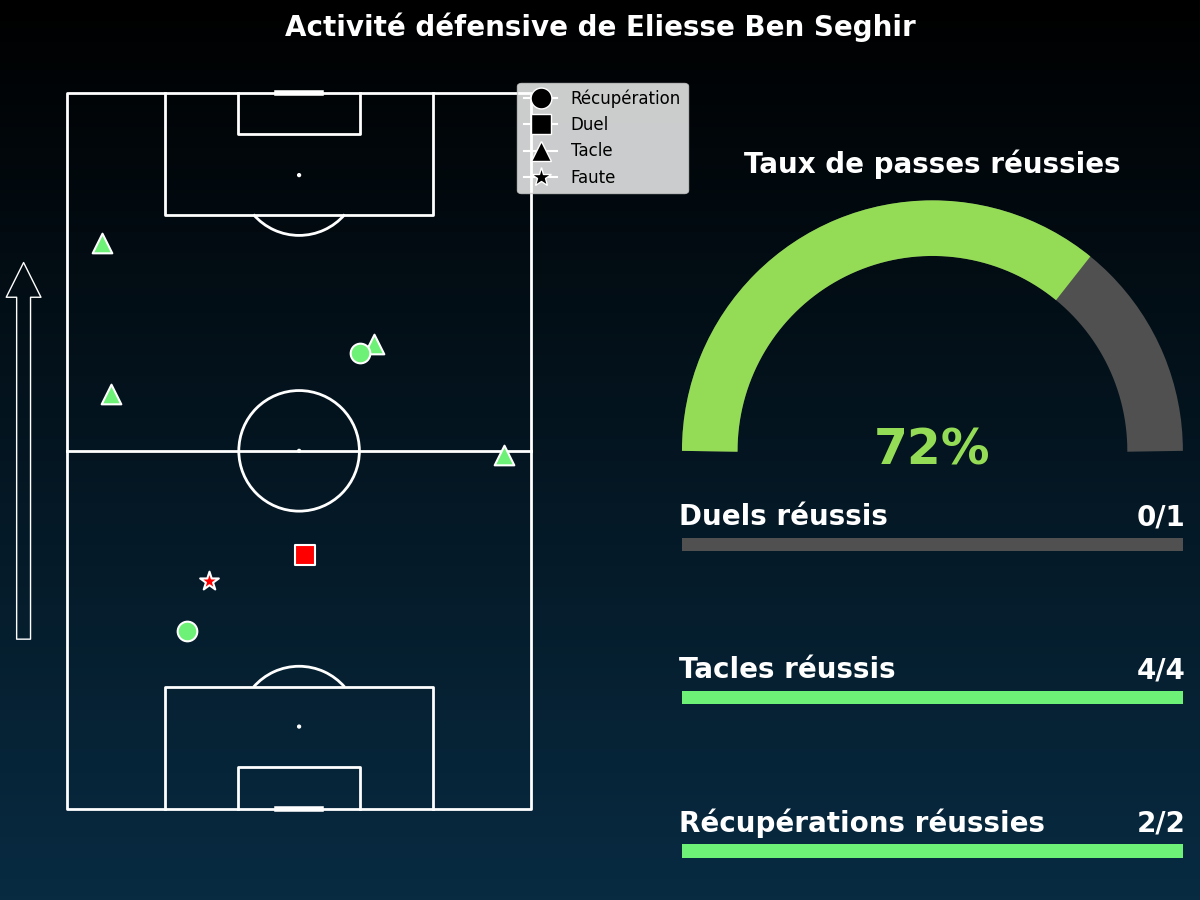 Activité défensive de Eliesse Ben Seghir
Récupération
Duel
Tacle
Faute
Taux de passes réussies
72%
Duels réussis 0/1
Tacles réussis 4/4
Récupérations réussies 2/2